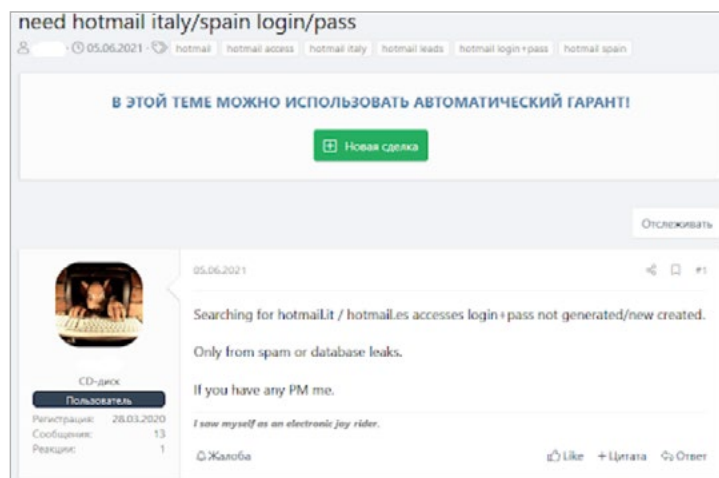 need hotmail italy/spain login/pass
05.06.2021 · hotmail hotmail access hotmail italy hotmail leads hotmail login+pass hotmail spain
В ЭТОЙ ТЕМЕ МОЖНО ИСПОЛЬЗОВАТЬ АВТОМАТИЧЕСКИЙ ГАРАНТ!
Новая сделка
Отслеживать
05.06.2021 #1
Searching for hotmail.it / hotmail.es accesses login+pass not generated/new created.
Only from spam or database leaks.
If you have any PM me.
CD-диск
Пользователь
Регистрация: 28.03.2020
Сообщения: 13
Реакции: 1
I saw myself as an electronic joy rider.
Жалоба Like +Цитата Ответ